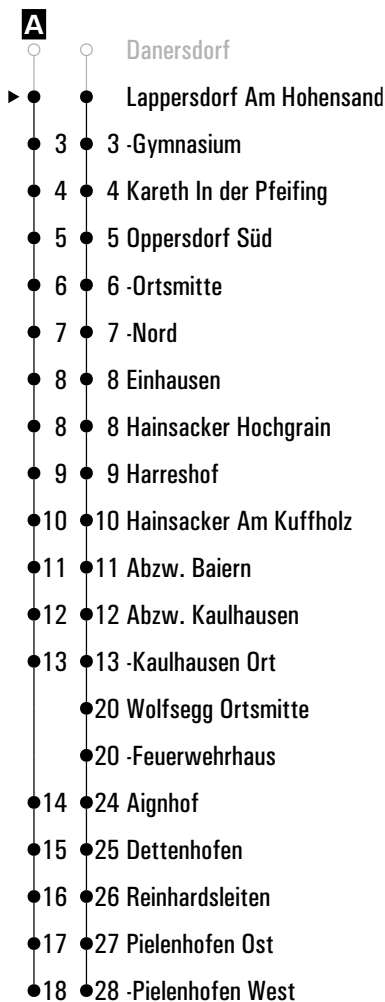 A
Danersdorf
Lappersdorf Am Hohensand
3 3 -Gymnasium
4 4 Kareth In der Pfeifing
5 5 Oppersdorf Süd
6 6 -Ortsmitte
7 7 -Nord
8 8 Einhausen
8 8 Hainsacker Hochgrain
9 9 Harreshof
10 10 Hainsacker Am Kuffholz
11 11 Abzw. Baiern
12 12 Abzw. Kaulhausen
13 13 -Kaulhausen Ort
20 Wolfsegg Ortsmitte
20 -Feuerwehrhaus
14 24 Aignhof
15 25 Dettenhofen
16 26 Reinhardsleiten
17 27 Pielenhofen Ost
18 28 -Pielenhofen West